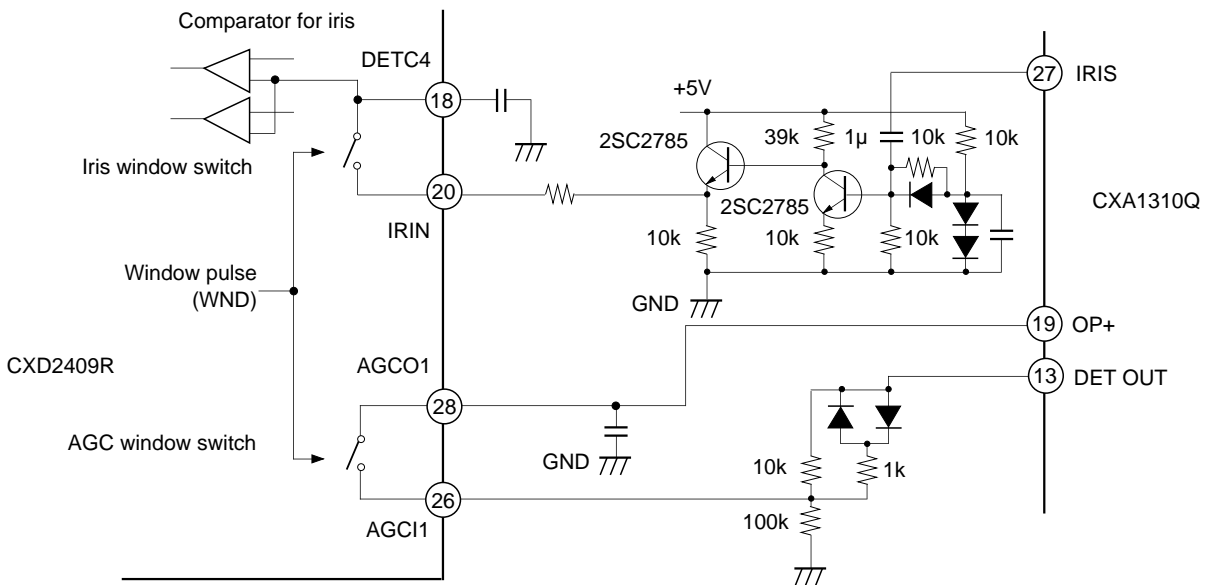 Comparator for iris
DETC4
18
27
IRIS
+5V
39k
1µ
10k
10k
2SC2785
Iris window switch
20
IRIN
2SC2785
CXA1310Q
10k
10k
10k
Window pulse
(WND)
GND
19
OP+
CXD2409R
AGCO1
13
DET OUT
28
AGC window switch
GND
10k
1k
26
100k
AGCI1